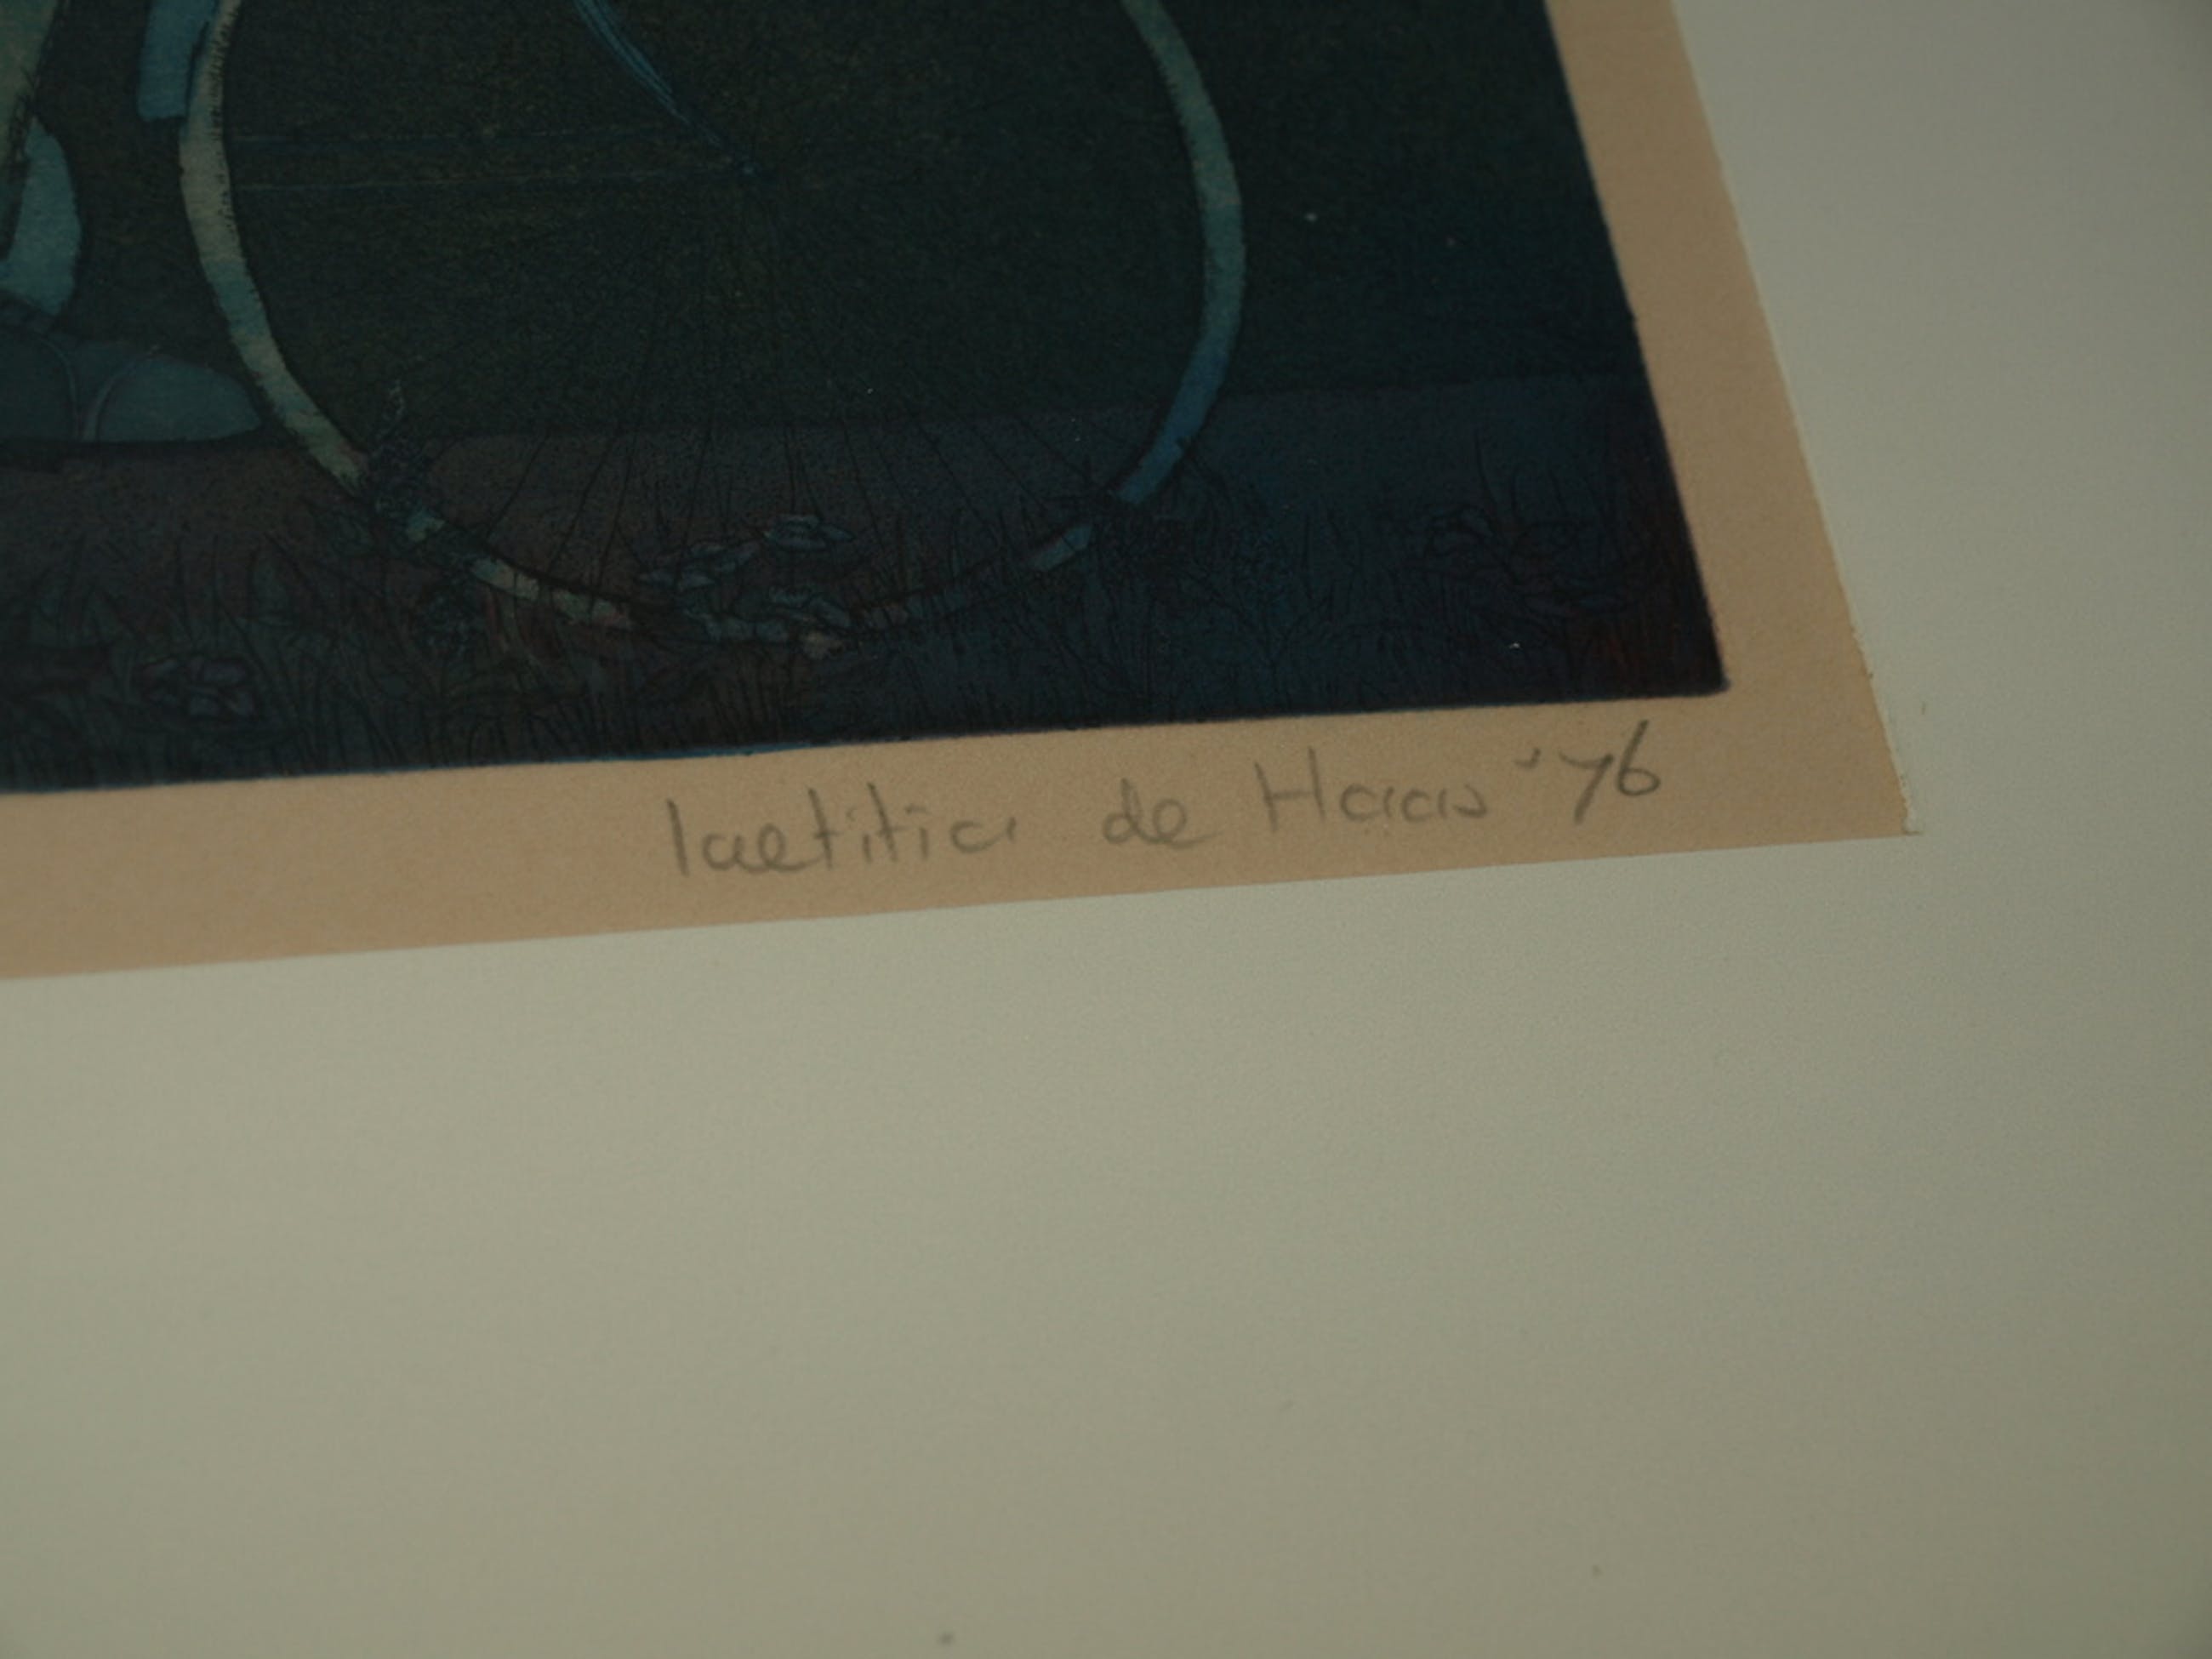 laetitia de Haas '76